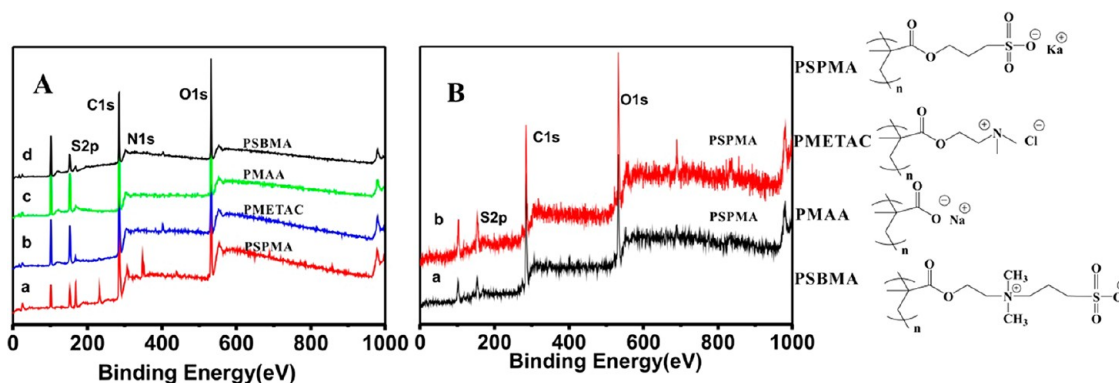 A
C1s
O1s
S2p
N1s
d
PSBMA
c
PMAA
b
PMETAC
a
PSPMA
0 200 400 600 800 1000
Binding Energy(eV)
B
C1s
O1s
S2p
b
PSPMA
a
PSPMA
0 200 400 600 800 1000
Binding Energy(eV)
PSPMA
O
O
O
S
O
O
⊖
Ka
⊕
n
PMETAC
O
O
⊕
N
Cl
⊖
n
PMAA
O
O
⊖
Na
⊕
n
PSBMA
O
O
CH3
N
⊕
CH3
O
S
O
O
⊖
n